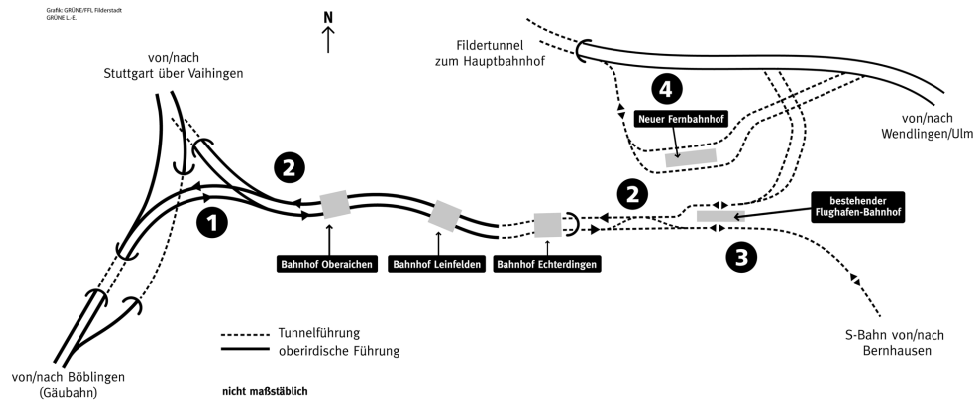 Grafik: GRÜNE/FFL Filderstadt
GRÜNE L.-E.
N
von/nach
Stuttgart über Vaihingen
Fildertunnel
zum Hauptbahnhof
4
Neuer Fernbahnhof
von/nach
Wendlingen/Ulm
2
2
bestehender
Flughafen-Bahnhof
1
3
Bahnhof Oberaichen
Bahnhof Leinfelden
Bahnhof Echterdingen
Tunnelführung
oberirdische Führung
S-Bahn von/nach
Bernhausen
von/nach Böblingen
(Gäubahn)
nicht maßstäblich